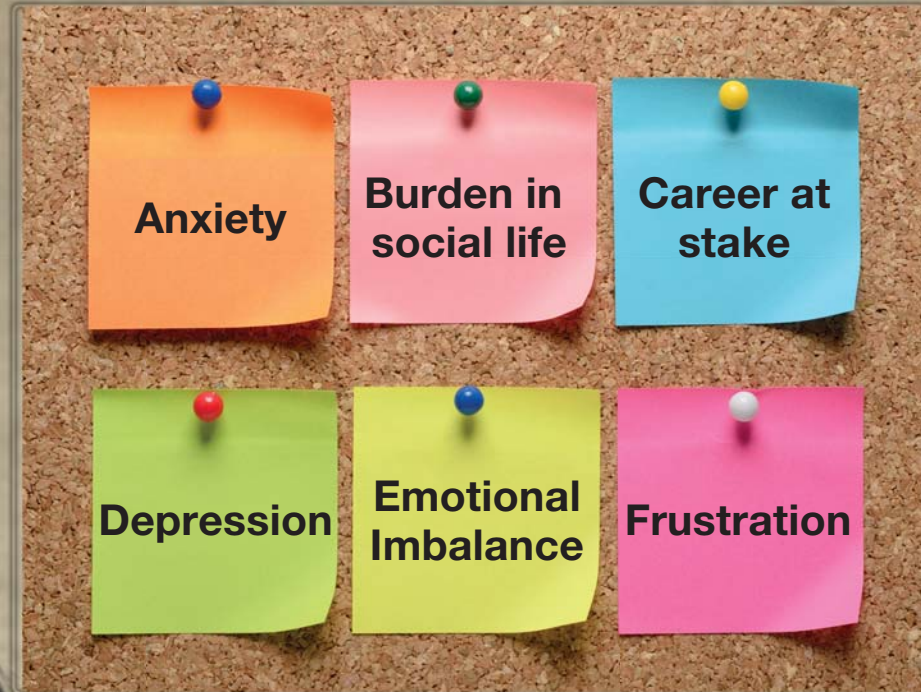 Anxiety
Burden in
social life
Career at
stake
Depression
Emotional
Imbalance
Frustration